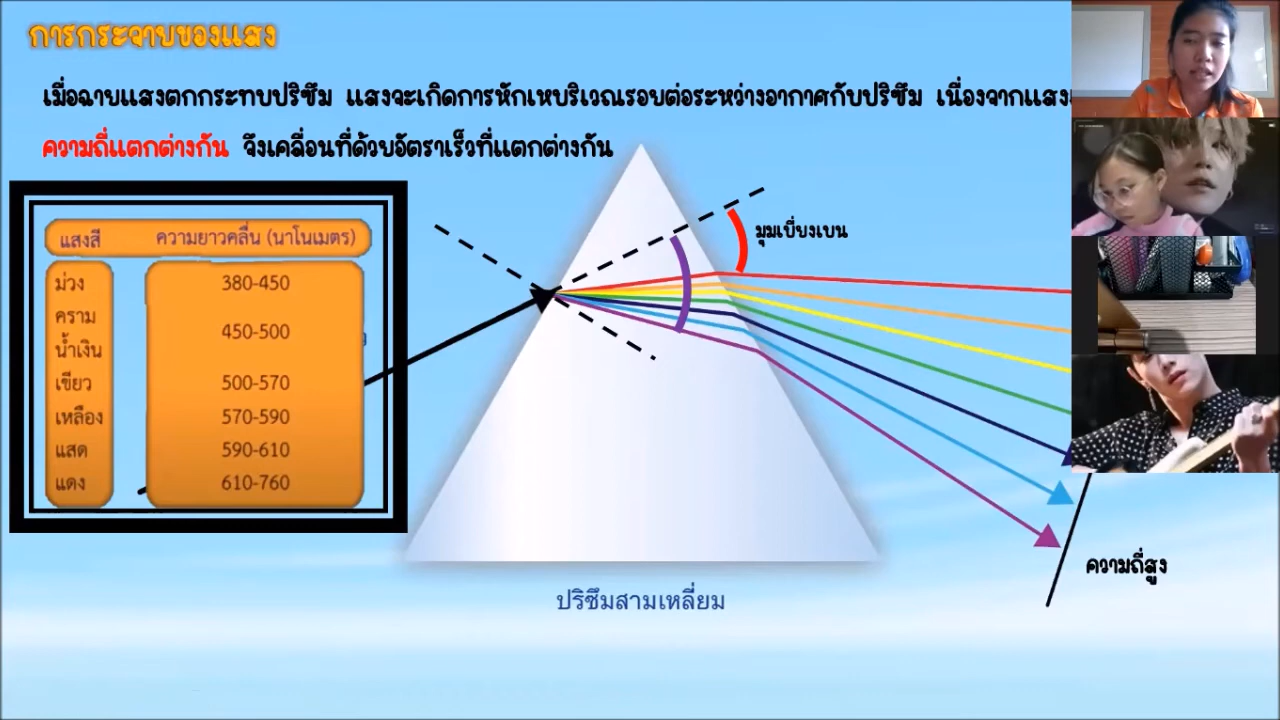 การกระจายของแสง
เมื่อฉายแสงตกกระทบปริซึม แสงจะเกิดการหักเหบริเวณรอยต่อระหว่างอากาศกับปริซึม เนื่องจากแสง
ความถี่แตกต่างกัน จึงเคลื่อนที่ด้วยอัตราเร็วที่แตกต่างกัน
แสงสี ความยาวคลื่น (นาโนเมตร)
ม่วง 380-450
คราม
450-500
น้ำเงิน
เขียว 500-570
เหลือง 570-590
แสด 590-610
แดง 610-760
มุมเบี่ยงเบน
ความถี่สูง
ปริซึมสามเหลี่ยม